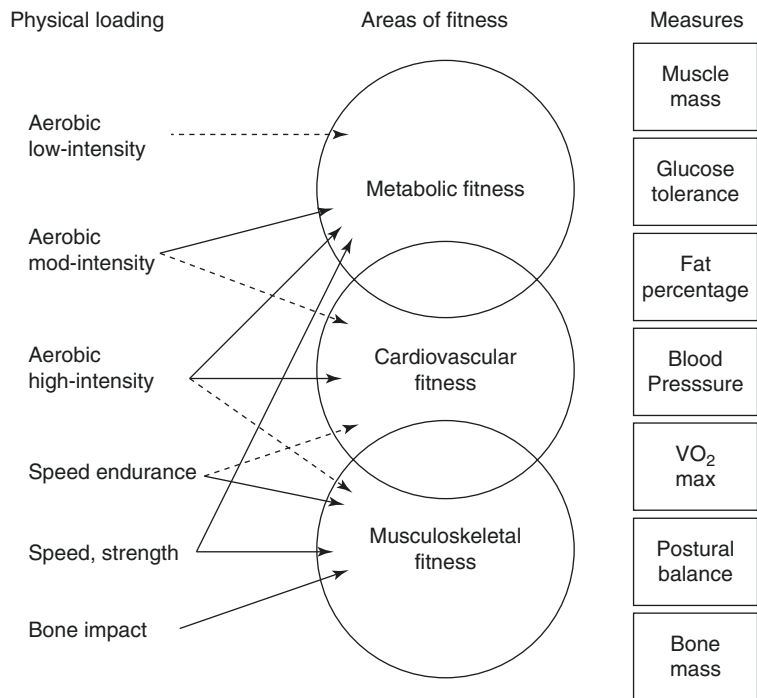 Physical loading
Areas of fitness
Measures
Aerobic
low-intensity
Aerobic
mod-intensity
Aerobic
high-intensity
Speed endurance
Speed, strength
Bone impact
Metabolic fitness
Cardiovascular
fitness
Musculoskeletal
fitness
Muscle
mass
Glucose
tolerance
Fat
percentage
Blood
Presssure
VO₂
max
Postural
balance
Bone
mass